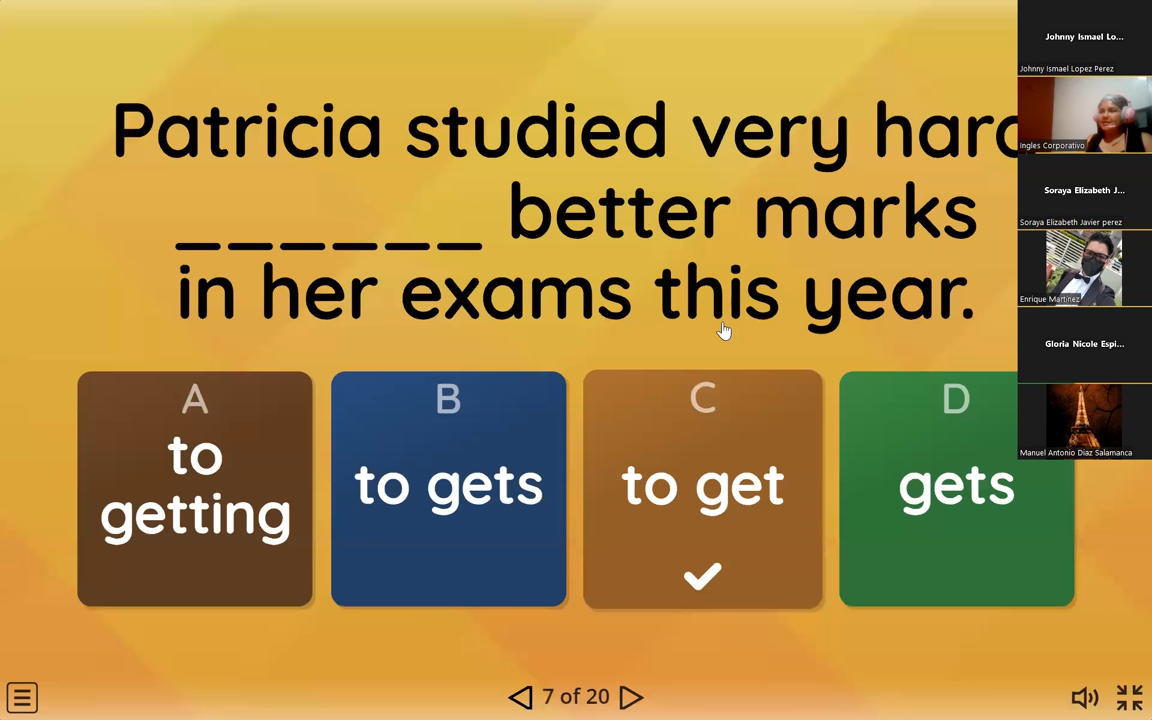 Patricia studied very hard
______ better marks
in her exams this year.
A
to
getting
B
to gets
C
to get
D
gets
7 of 20
Johnny Ismael Lo...
Johnny Ismael Lopez Perez
Ingles Corporativo
Soraya Elizabeth J...
Soraya Elizabeth Javier perez
Enrique Martinez
Gloria Nicole Espi...
Manuel Antonio Diaz Salamanca